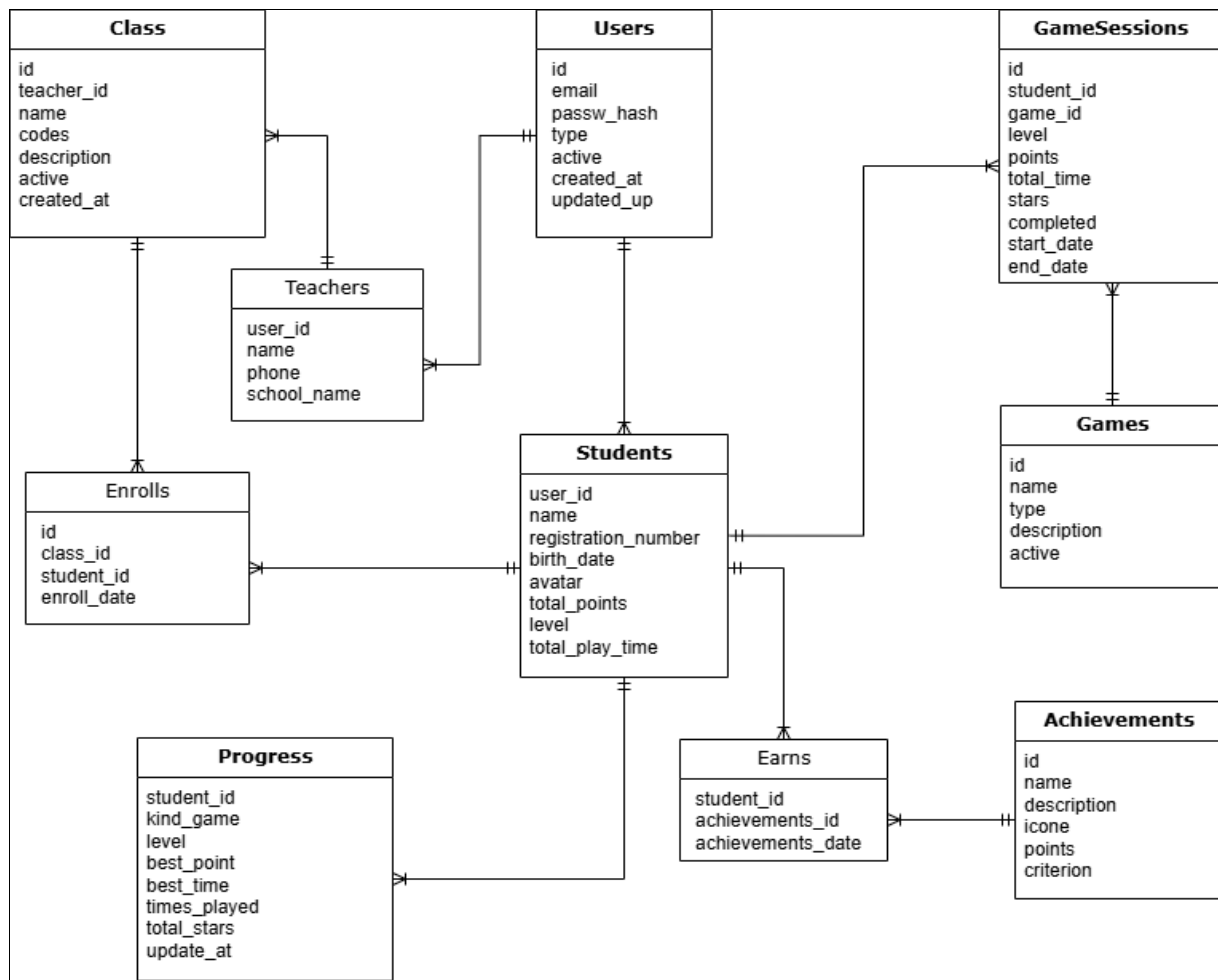 Class
id
teacher_id
name
codes
description
active
created_at
Users
id
email
passw_hash
type
active
created_at
updated_up
GameSessions
id
student_id
game_id
level
points
total_time
stars
completed
start_date
end_date
Teachers
user_id
name
phone
school_name
Enrolls
id
class_id
student_id
enroll_date
Students
user_id
name
registration_number
birth_date
avatar
total_points
level
total_play_time
Games
id
name
type
description
active
Progress
student_id
kind_game
level
best_point
best_time
times_played
total_stars
update_at
Earns
student_id
achievements_id
achievements_date
Achievements
id
name
description
icone
points
criterion